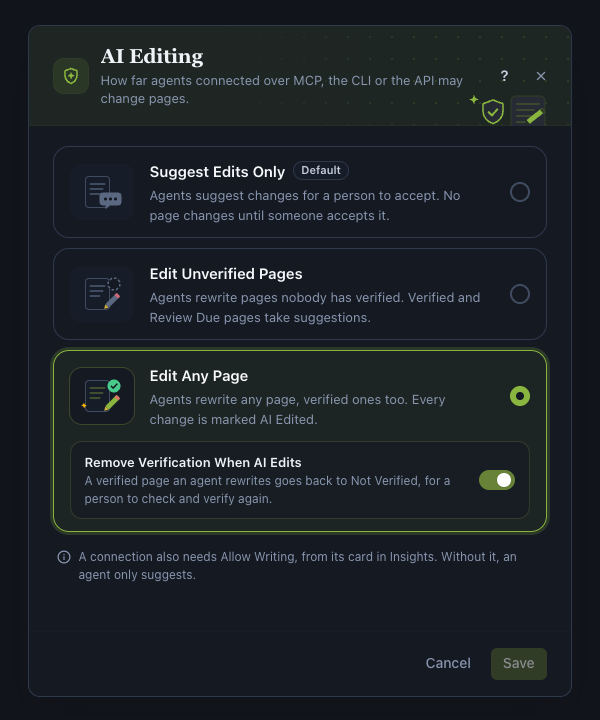 AI Editing
How far agents connected over MCP, the CLI or the API may
change pages.
?
Suggest Edits Only Default
Agents suggest changes for a person to accept. No
page changes until someone accepts it.
Edit Unverified Pages
Agents rewrite pages nobody has verified. Verified and
Review Due pages take suggestions.
Edit Any Page
Agents rewrite any page, verified ones too. Every
change is marked AI Edited.
Remove Verification When AI Edits
A verified page an agent rewrites goes back to Not Verified, for a
person to check and verify again.
A connection also needs Allow Writing, from its card in Insights. Without it, an
agent only suggests.
Cancel Save